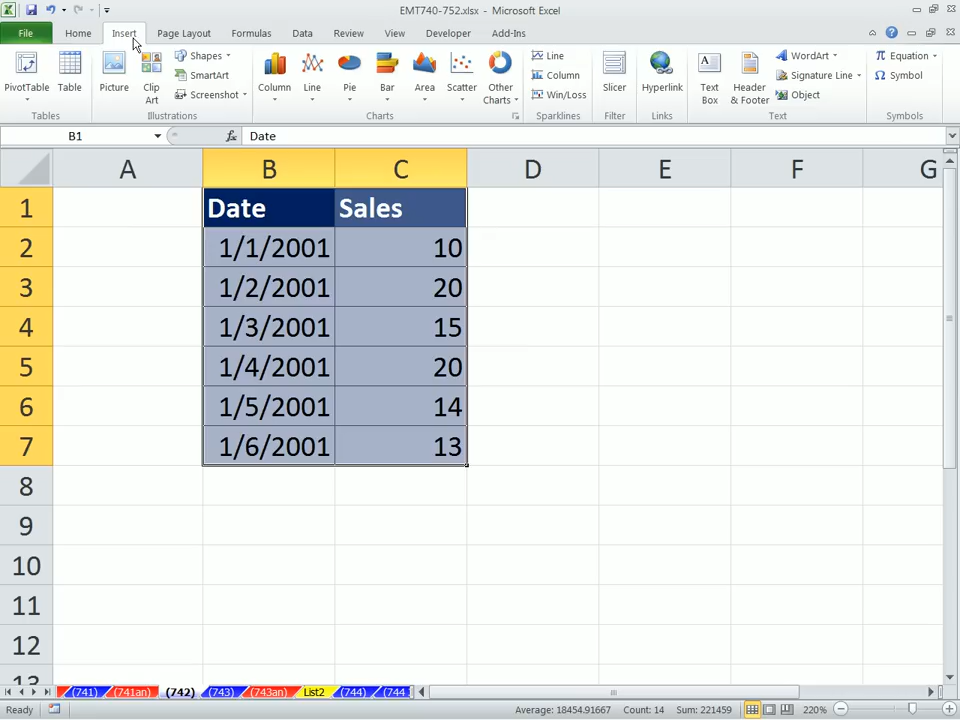 EMT740-752.xlsx - Microsoft Excel
File Home Insert Page Layout Formulas Data Review View Developer Add-Ins
PivotTable Table Picture Clip Art Shapes SmartArt Screenshot Column Line Pie Bar Area Scatter Other Charts Line Column Win/Loss Slicer Hyperlink Text Box Header & Footer WordArt Signature Line Object Equation Symbol
Tables Illustrations Charts Sparklines Filter Links Text Symbols
B1 fx Date
A B C D E F G
1 Date Sales
2 1/1/2001 10
3 1/2/2001 20
4 1/3/2001 15
5 1/4/2001 20
6 1/5/2001 14
7 1/6/2001 13
8
9
10
11
12
13
(741) (741an) (742) (743) (743an) List2 (744) (744
Ready Average: 18454.91667 Count: 14 Sum: 221459 220%